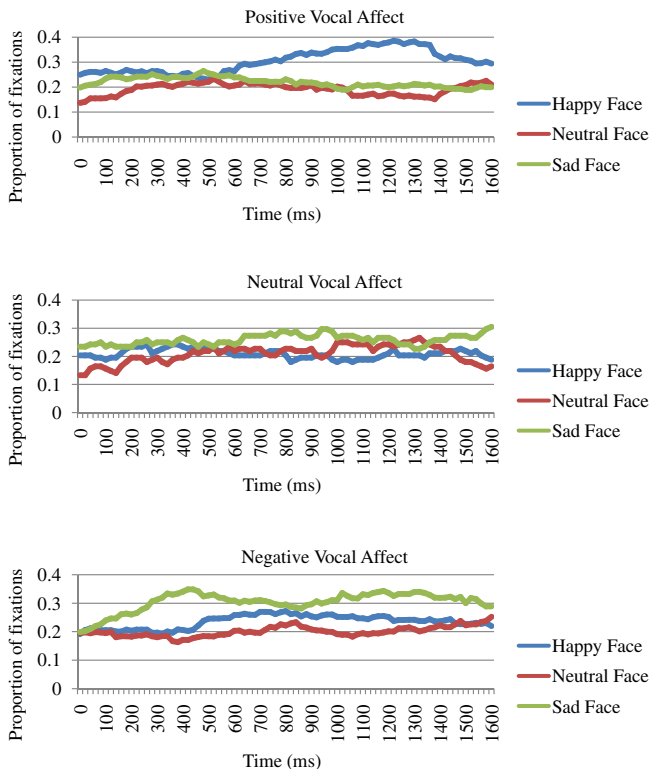 Positive Vocal Affect
Proportion of fixations
0.4
0.3
0.2
0.1
0
0 100 200 300 400 500 600 700 800 900 1000 1100 1200 1300 1400 1500 1600
Time (ms)
Happy Face
Neutral Face
Sad Face
Neutral Vocal Affect
Proportion of fixations
0.4
0.3
0.2
0.1
0
0 100 200 300 400 500 600 700 800 900 1000 1100 1200 1300 1400 1500 1600
Time (ms)
Happy Face
Neutral Face
Sad Face
Negative Vocal Affect
Proportion of fixations
0.4
0.3
0.2
0.1
0
0 100 200 300 400 500 600 700 800 900 1000 1100 1200 1300 1400 1500 1600
Time (ms)
Happy Face
Neutral Face
Sad Face